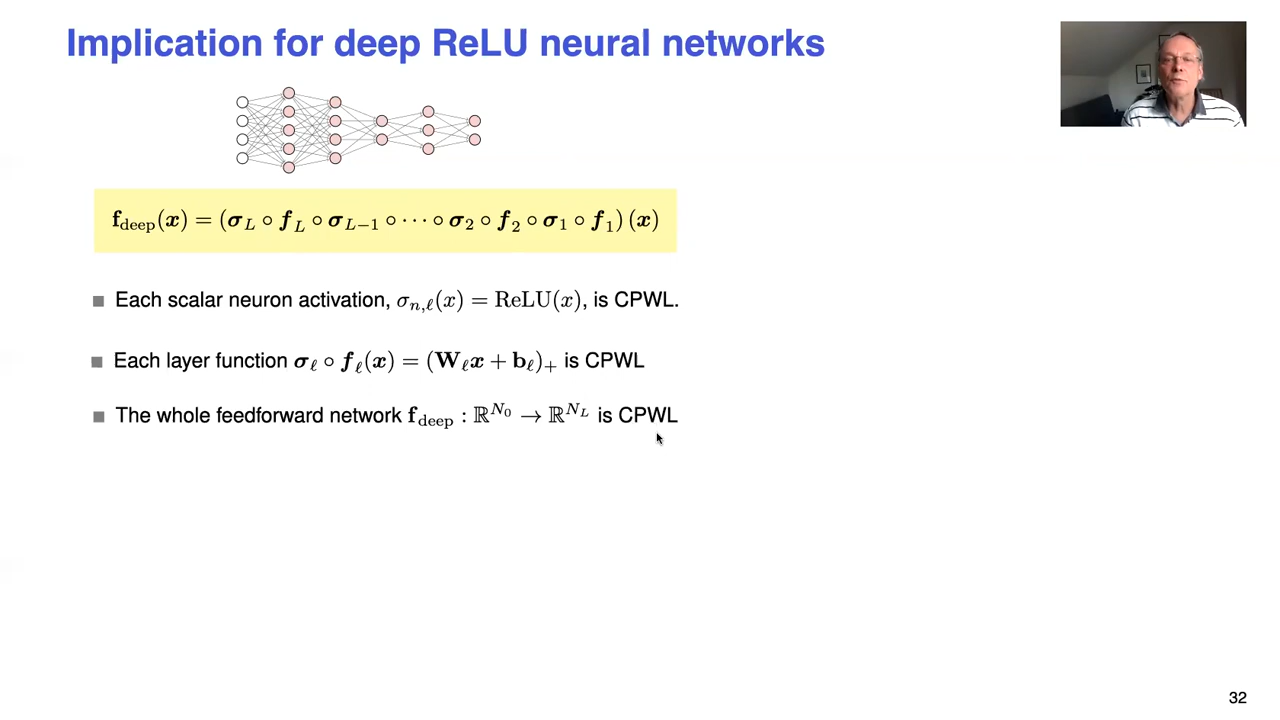 Implication for deep ReLU neural networks
f_deep(x) = (σ_L ∘ f_L ∘ σ_{L−1} ∘ ⋯ ∘ σ_2 ∘ f_2 ∘ σ_1 ∘ f_1) (x)
■ Each scalar neuron activation, σ_{n,ℓ}(x) = ReLU(x), is CPWL.
■ Each layer function σ_ℓ ∘ f_ℓ(x) = (W_ℓ x + b_ℓ)_+ is CPWL
■ The whole feedforward network f_deep : ℝ^{N_0} → ℝ^{N_L} is CPWL
32